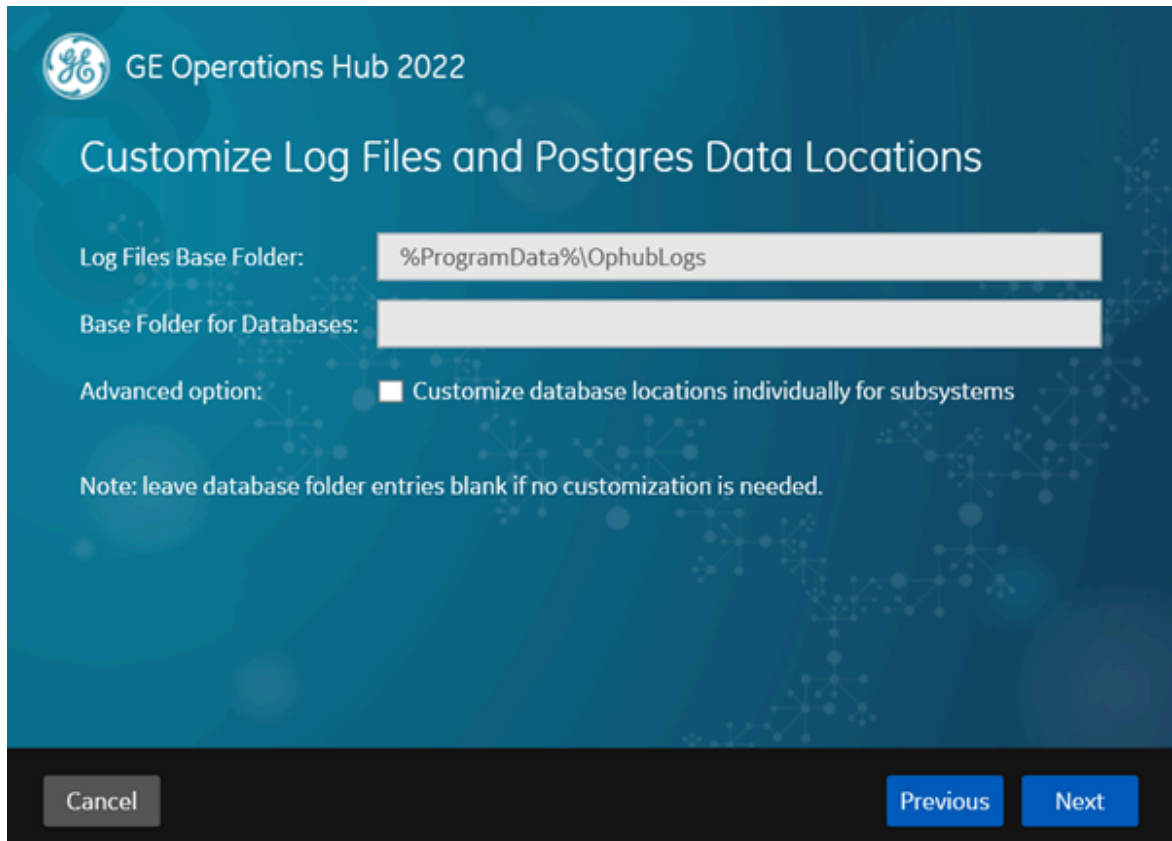 GE Operations Hub 2022
Customize Log Files and Postgres Data Locations
Log Files Base Folder: %ProgramData%\OphubLogs
Base Folder for Databases:
Advanced option: Customize database locations individually for subsystems
Note: leave database folder entries blank if no customization is needed.
Cancel Previous Next